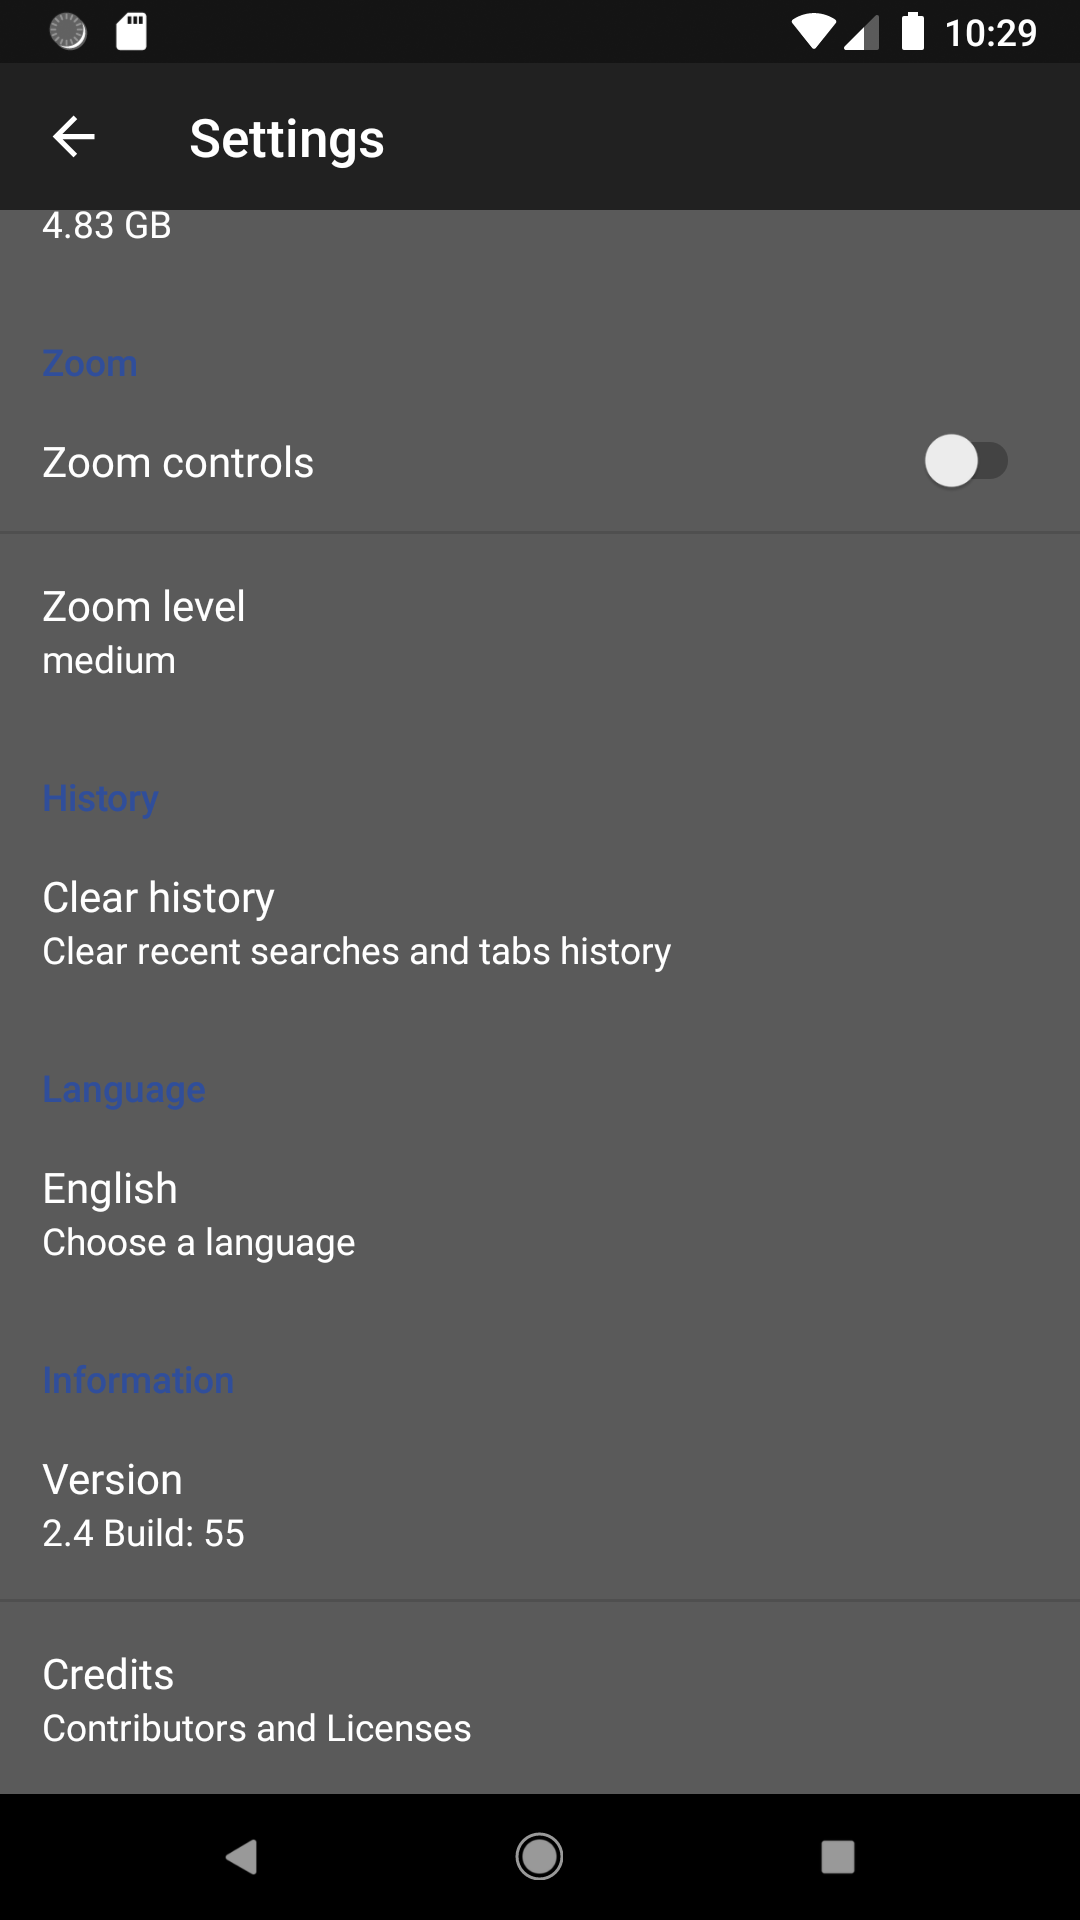 10:29
Settings
4.83 GB
Zoom
Zoom controls
Zoom level
medium
History
Clear history
Clear recent searches and tabs history
Language
English
Choose a language
Information
Version
2.4 Build: 55
Credits
Contributors and Licenses